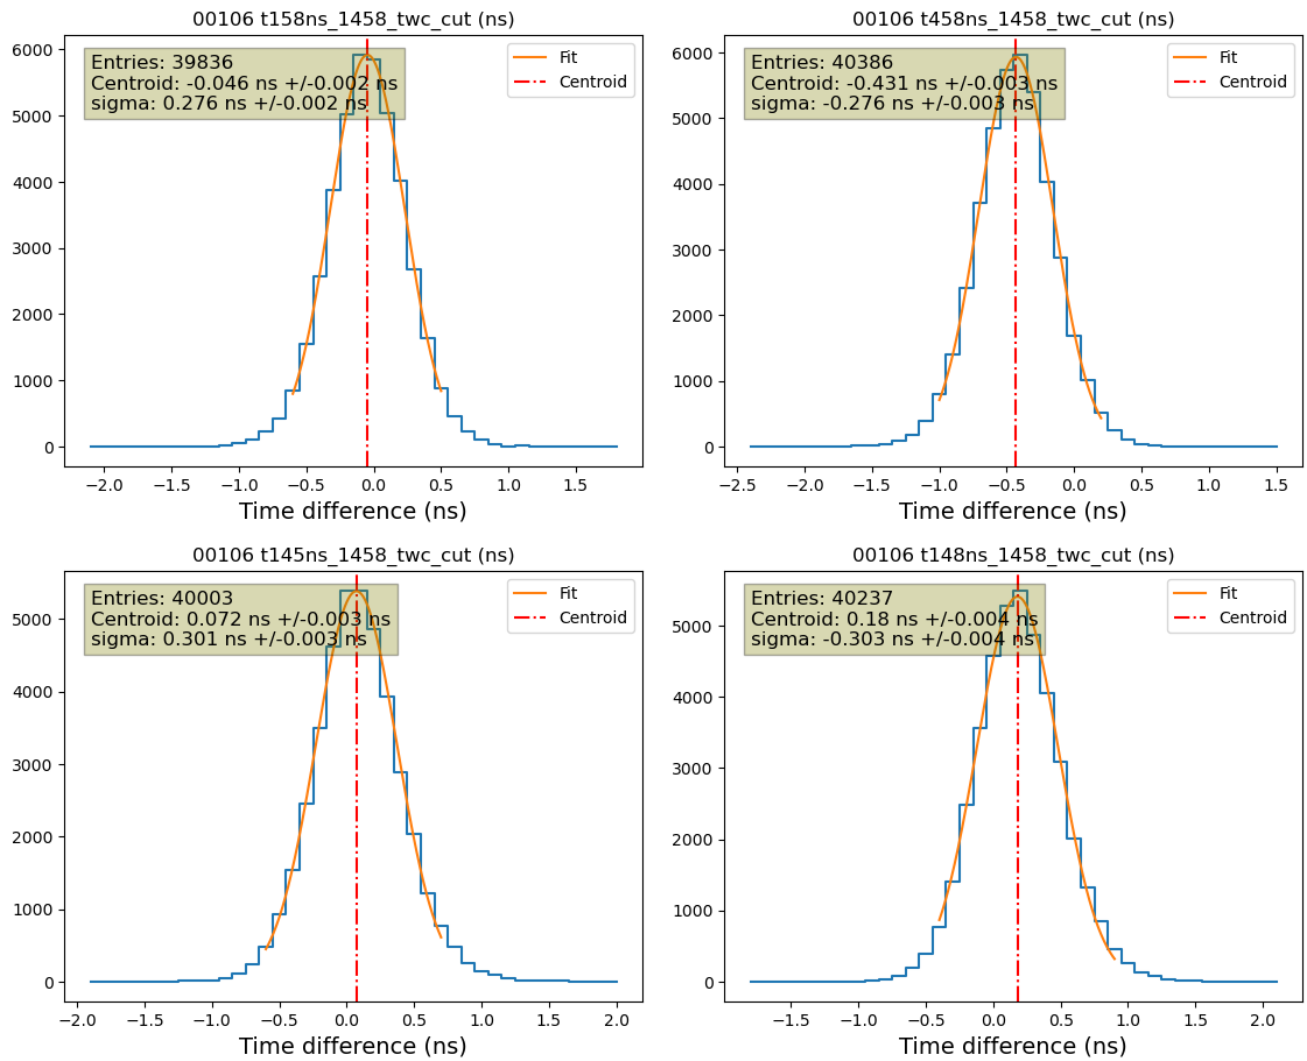 00106 t158ns_1458_twc_cut (ns)
Entries: 39836
Centroid: -0.046 ns +/-0.002 ns
sigma: 0.276 ns +/-0.002 ns
Fit
Centroid
6000
5000
4000
3000
2000
1000
0
−2.0 −1.5 −1.0 −0.5 0.0 0.5 1.0 1.5
Time difference (ns)
00106 t458ns_1458_twc_cut (ns)
Entries: 40386
Centroid: -0.431 ns +/-0.003 ns
sigma: -0.276 ns +/-0.003 ns
Fit
Centroid
6000
5000
4000
3000
2000
1000
0
−2.5 −2.0 −1.5 −1.0 −0.5 0.0 0.5 1.0 1.5
Time difference (ns)
00106 t145ns_1458_twc_cut (ns)
Entries: 40003
Centroid: 0.072 ns +/-0.003 ns
sigma: 0.301 ns +/-0.003 ns
Fit
Centroid
5000
4000
3000
2000
1000
0
−2.0 −1.5 −1.0 −0.5 0.0 0.5 1.0 1.5 2.0
Time difference (ns)
00106 t148ns_1458_twc_cut (ns)
Entries: 40237
Centroid: 0.18 ns +/-0.004 ns
sigma: -0.303 ns +/-0.004 ns
Fit
Centroid
5000
4000
3000
2000
1000
0
−1.5 −1.0 −0.5 0.0 0.5 1.0 1.5 2.0
Time difference (ns)